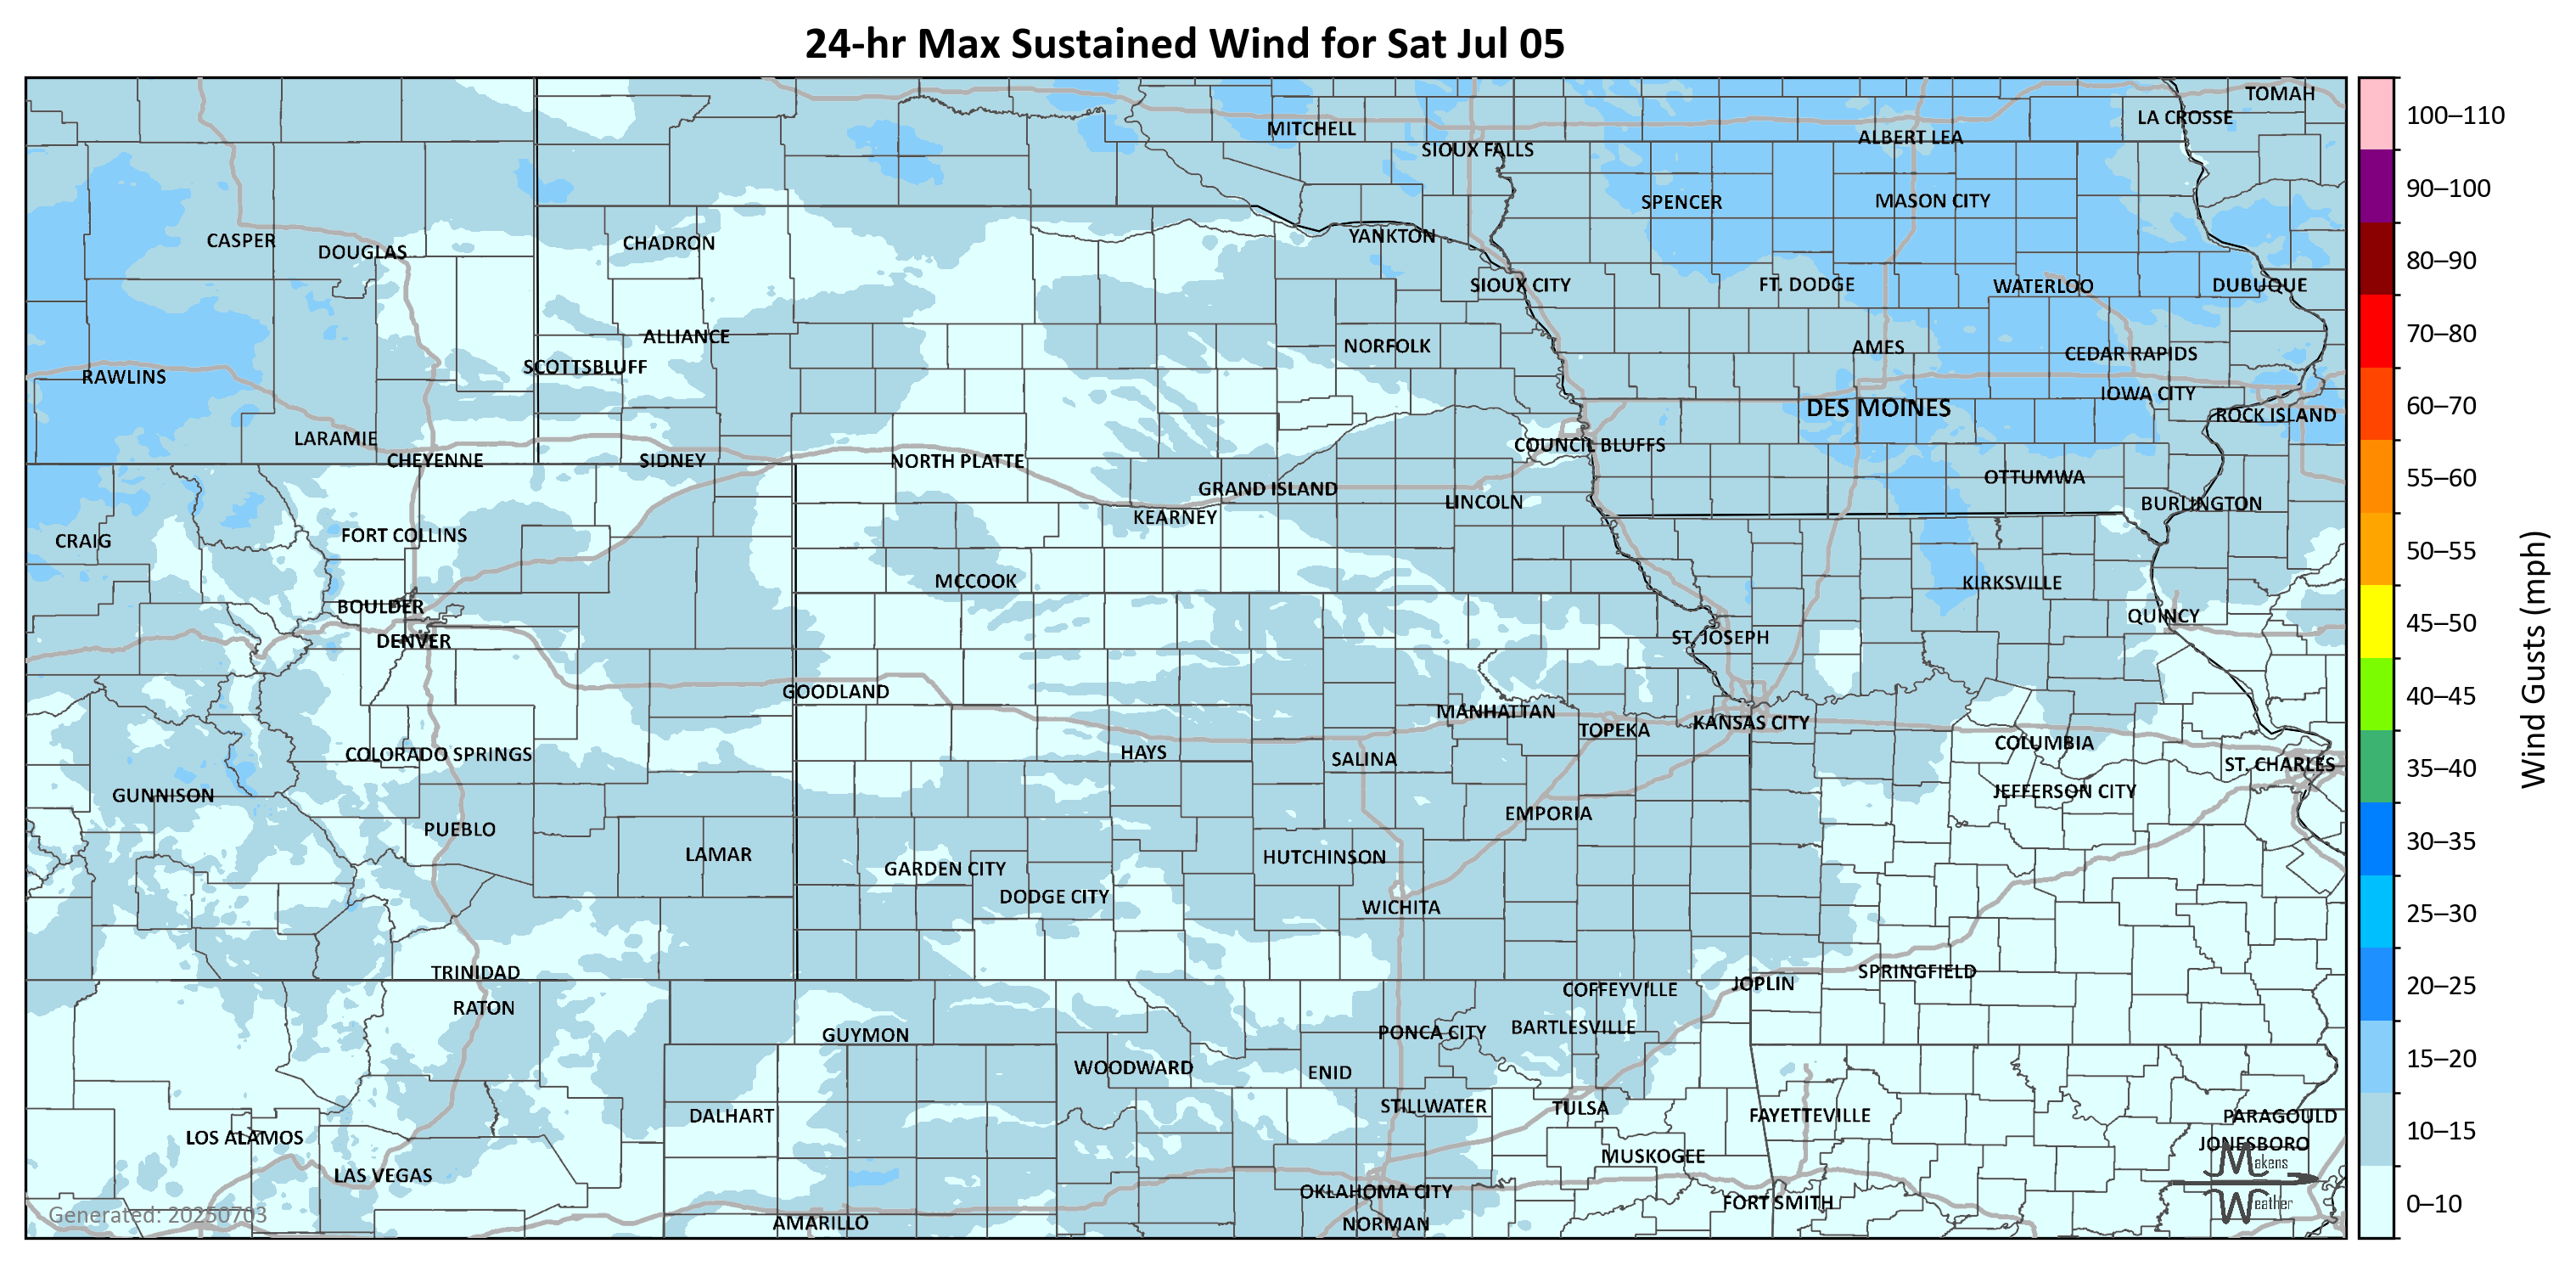 24-hr Max Sustained Wind for Sat Jul 05
TOMAH
LA CROSSE
MITCHELL
ALBERT LEA
SIOUX FALLS
SPENCER
MASON CITY
CASPER
DOUGLAS
CHADRON
YANKTON
SIOUX CITY
FT. DODGE
WATERLOO
DUBUQUE
ALLIANCE
NORFOLK
AMES
CEDAR RAPIDS
SCOTTSBLUFF
RAWLINS
IOWA CITY
DES MOINES
ROCK ISLAND
LARAMIE
COUNCIL BLUFFS
CHEYENNE
SIDNEY
NORTH PLATTE
OTTUMWA
GRAND ISLAND
LINCOLN
BURLINGTON
KEARNEY
CRAIG
FORT COLLINS
MCCOOK
KIRKSVILLE
BOULDER
QUINCY
DENVER
ST. JOSEPH
GOODLAND
MANHATTAN
TOPEKA
KANSAS CITY
COLUMBIA
COLORADO SPRINGS
HAYS
SALINA
ST. CHARLES
GUNNISON
JEFFERSON CITY
EMPORIA
PUEBLO
LAMAR
HUTCHINSON
GARDEN CITY
DODGE CITY
WICHITA
TRINIDAD
SPRINGFIELD
JOPLIN
COFFEYVILLE
RATON
GUYMON
PONCA CITY
BARTLESVILLE
WOODWARD
ENID
STILLWATER
TULSA
DALHART
FAYETTEVILLE
PARAGOULD
LOS ALAMOS
JONESBORO
MUSKOGEE
LAS VEGAS
OKLAHOMA CITY
FORT SMITH
AMARILLO
NORMAN
Generated: 20250703
Makens
Weather
100–110
90–100
80–90
70–80
60–70
55–60
50–55
45–50
40–45
35–40
30–35
25–30
20–25
15–20
10–15
0–10
Wind Gusts (mph)